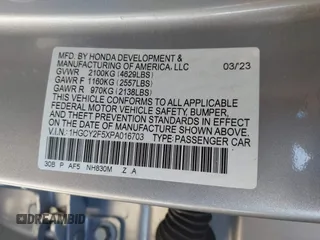 MFD. BY HONDA DEVELOPMENT &
MANUFACTURING OF AMERICA, LLC
03/23
GVWR 2100KG (4629LBS)
GAWR F 1160KG (2557LBS)
GAWR R 970KG (2138LBS)
THIS VEHICLE CONFORMS TO ALL APPLICABLE
FEDERAL MOTOR VEHICLE SAFETY, BUMPER,
AND THEFT PREVENTION STANDARDS IN EFFECT
ON THE DATE OF MANUFACTURE SHOWN ABOVE.
V.I.N.: 1HGCY2F5XPA016703 TYPE:PASSENGER CAR
30B P AF5 NH830M Z A
DREAMBID